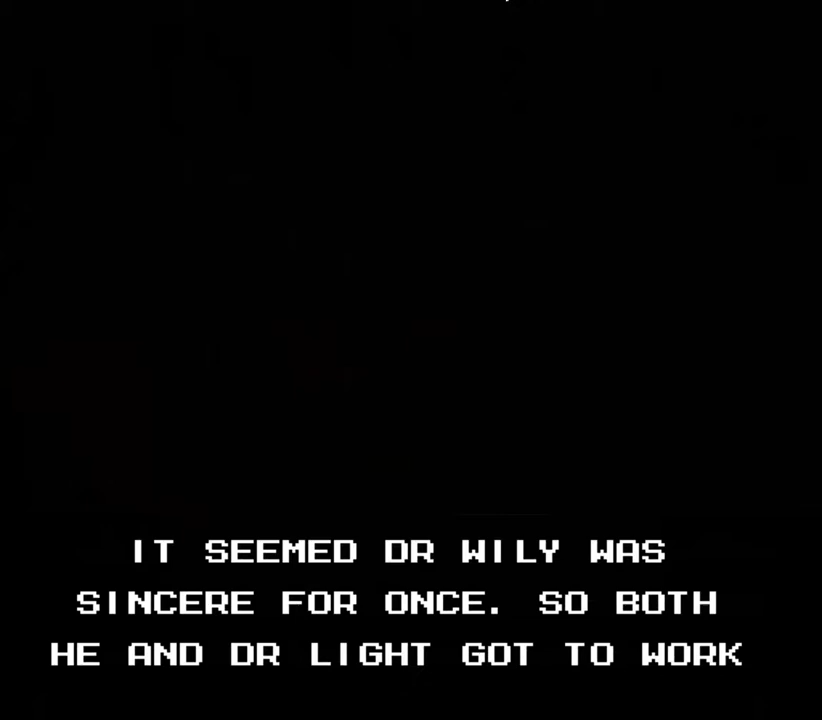 IT SEEMED DR WILY WAS
SINCERE FOR ONCE. SO BOTH
HE AND DR LIGHT GOT TO WORK